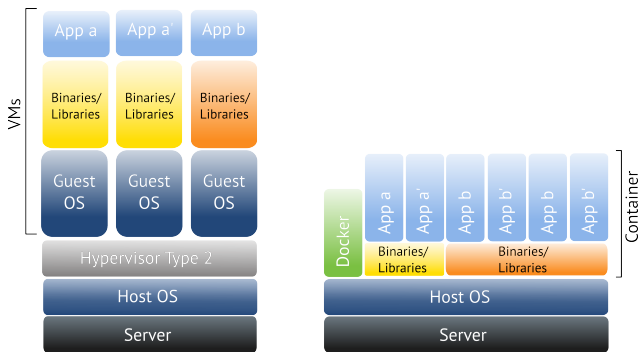 VMs
App a
App a'
App b
Binaries/
Libraries
Binaries/
Libraries
Binaries/
Libraries
Guest
OS
Guest
OS
Guest
OS
Hypervisor Type 2
Host OS
Server
Docker
App a
App a'
App b
App b'
App b
App b'
Binaries/
Libraries
Binaries/
Libraries
Container
Host OS
Server